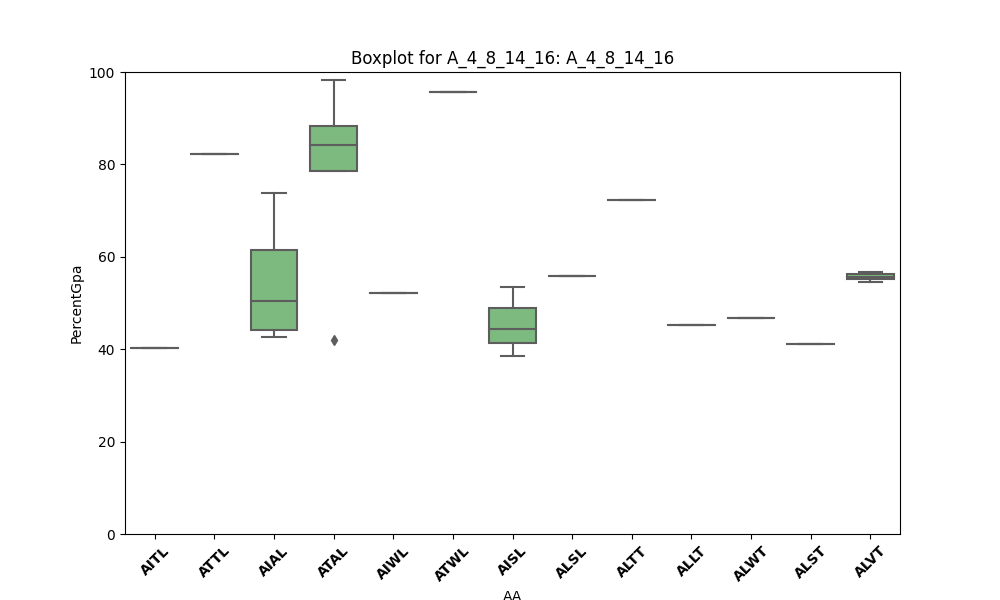 Boxplot for A_4_8_14_16: A_4_8_14_16
100
80
60
40
20
0
PercentGpa
AITL ATTL AIAL ATAL AIWL ATWL AISL ALSL ALTT ALLT ALWT ALST ALVT
AA